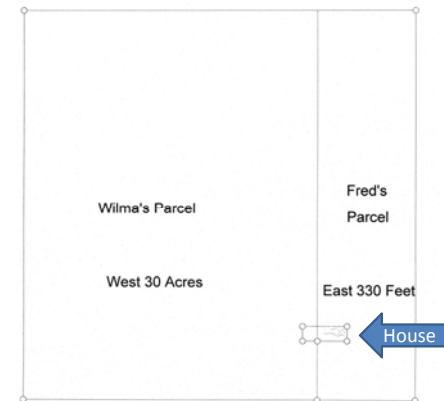 Fred's
Wilma's Parcel
Parcel
West 30 Acres
East 330 Feet
House